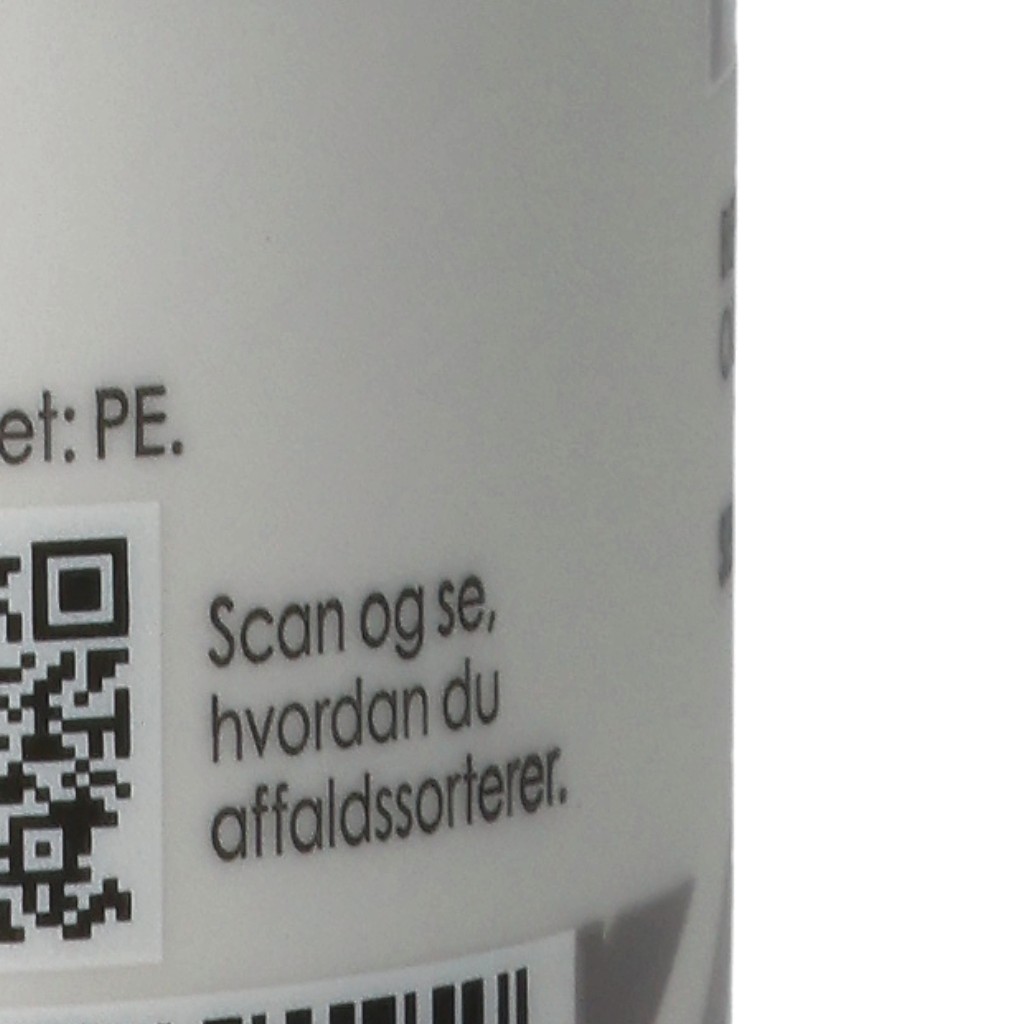 et: PE.
Scan og se,
hvordan du
affaldssorterer.